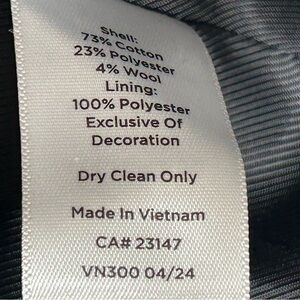 Shell:
73% Cotton
23% Polyester
4% Wool
Lining:
100% Polyester
Exclusive Of
Decoration
Dry Clean Only
Made In Vietnam
CA# 23147
VN300 04/24